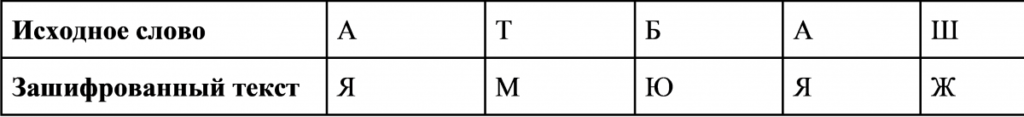 Исходное слово А Т Б А Ш
Зашифрованный текст Я М Ю Я Ж